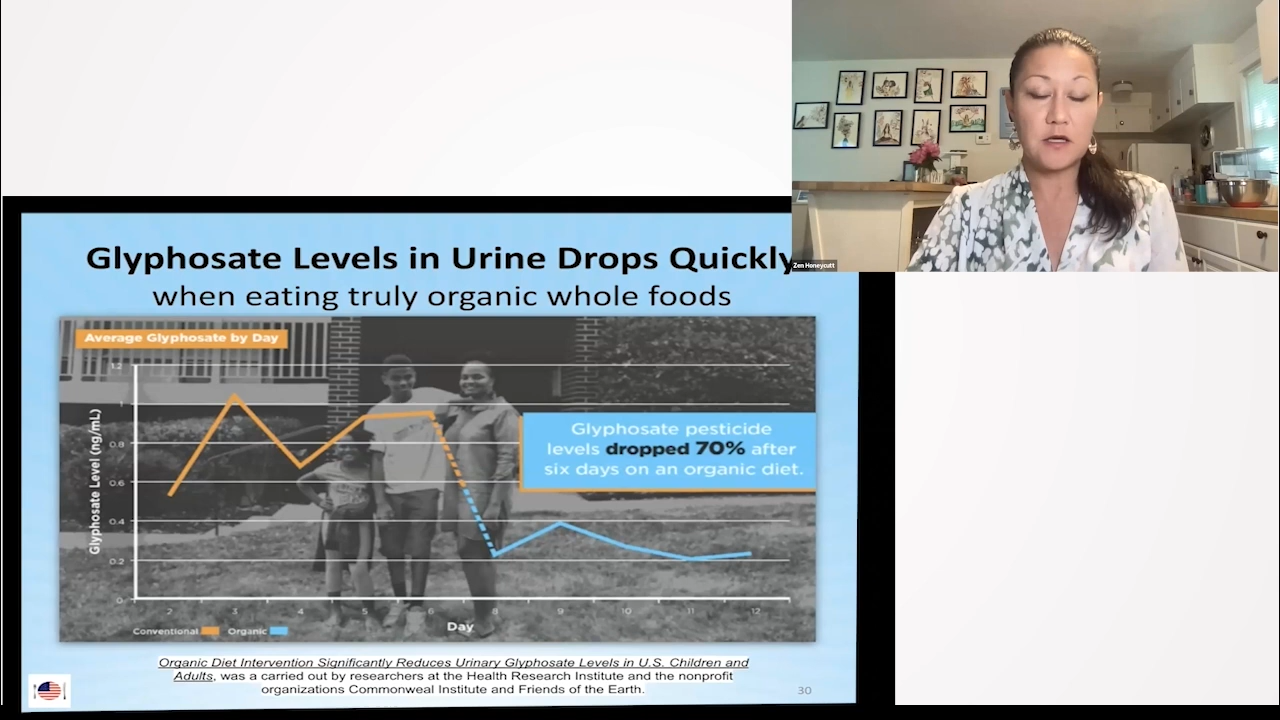 Zen Honeycutt
Glyphosate Levels in Urine Drops Quickly
when eating truly organic whole foods
Average Glyphosate by Day
Glyphosate Level (ng/mL)
1.2
1
0.8
0.6
0.4
0.2
0
Glyphosate pesticide
levels dropped 70% after
six days on an organic diet.
2 3 4 5 6 8 9 10 11 12
Day
Conventional Organic
Organic Diet Intervention Significantly Reduces Urinary Glyphosate Levels in U.S. Children and
Adults, was a carried out by researchers at the Health Research Institute and the nonprofit
organizations Commonweal Institute and Friends of the Earth.
30